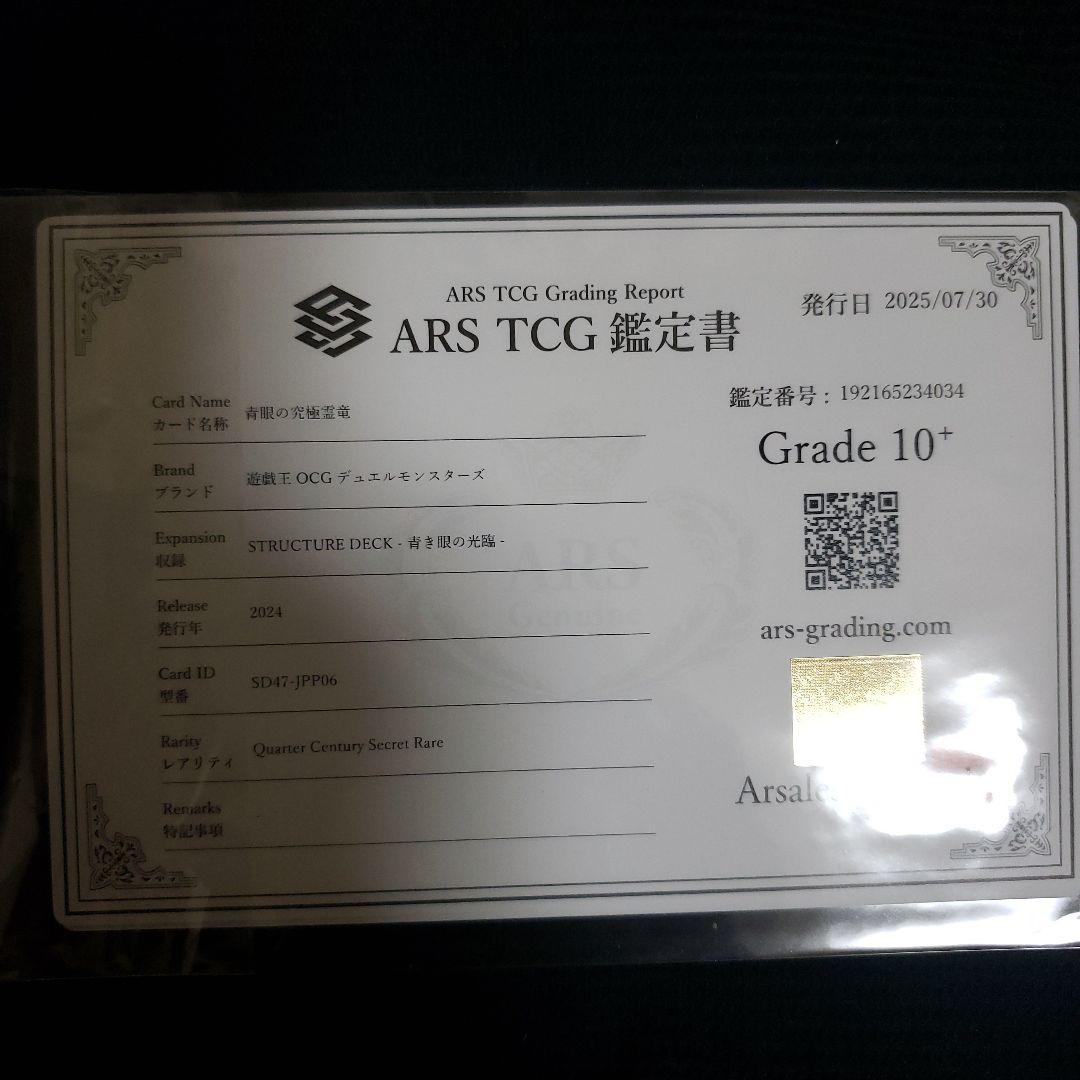 ARS TCG Grading Report
ARS TCG 鑑定書
発行日 2025/07/30
Card Name
カード名称
青眼の究極霊竜
鑑定番号 : 192165234034
Grade 10+
Brand
ブランド
遊戯王 OCG デュエルモンスターズ
Expansion
収録
STRUCTURE DECK - 青き眼の光臨 -
Release
発行年
2024
ars-grading.com
Card ID
型番
SD47-JPP06
Rarity
レアリティ
Quarter Century Secret Rare
Remarks
特記事項
ARS